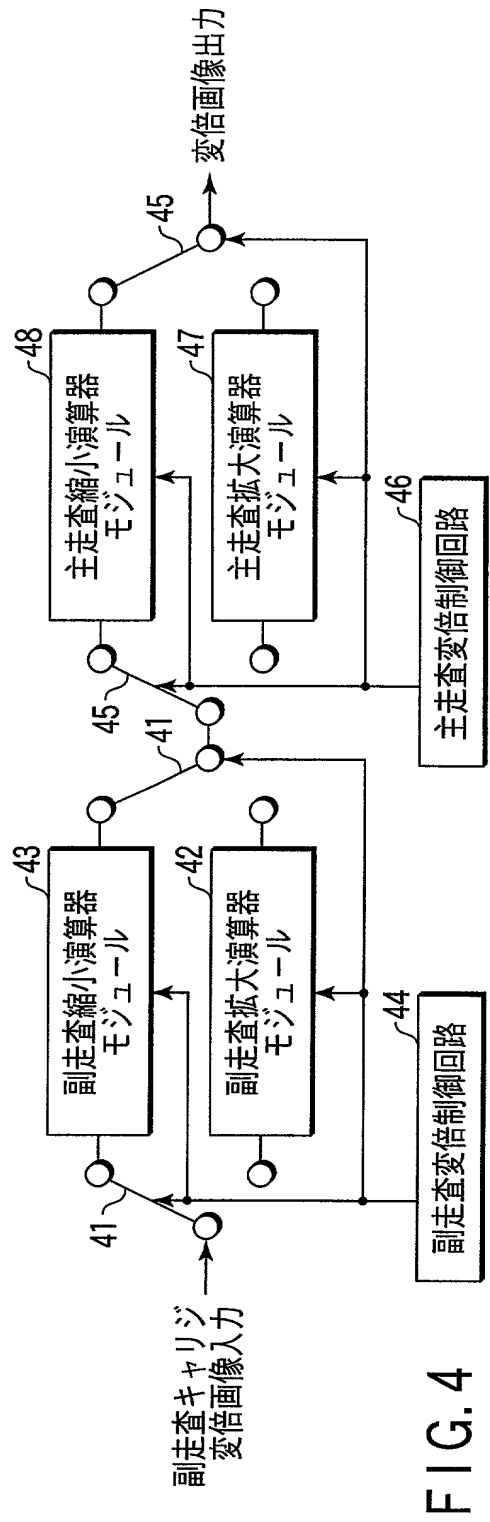 副走査キャリジ
変倍画像入力
41
43
副走査縮小演算器
モジュール
42
副走査拡大演算器
モジュール
44
副走査変倍制御回路
41
45
48
主走査縮小演算器
モジュール
47
主走査拡大演算器
モジュール
46
主走査変倍制御回路
45
変倍画像出力
FIG. 4